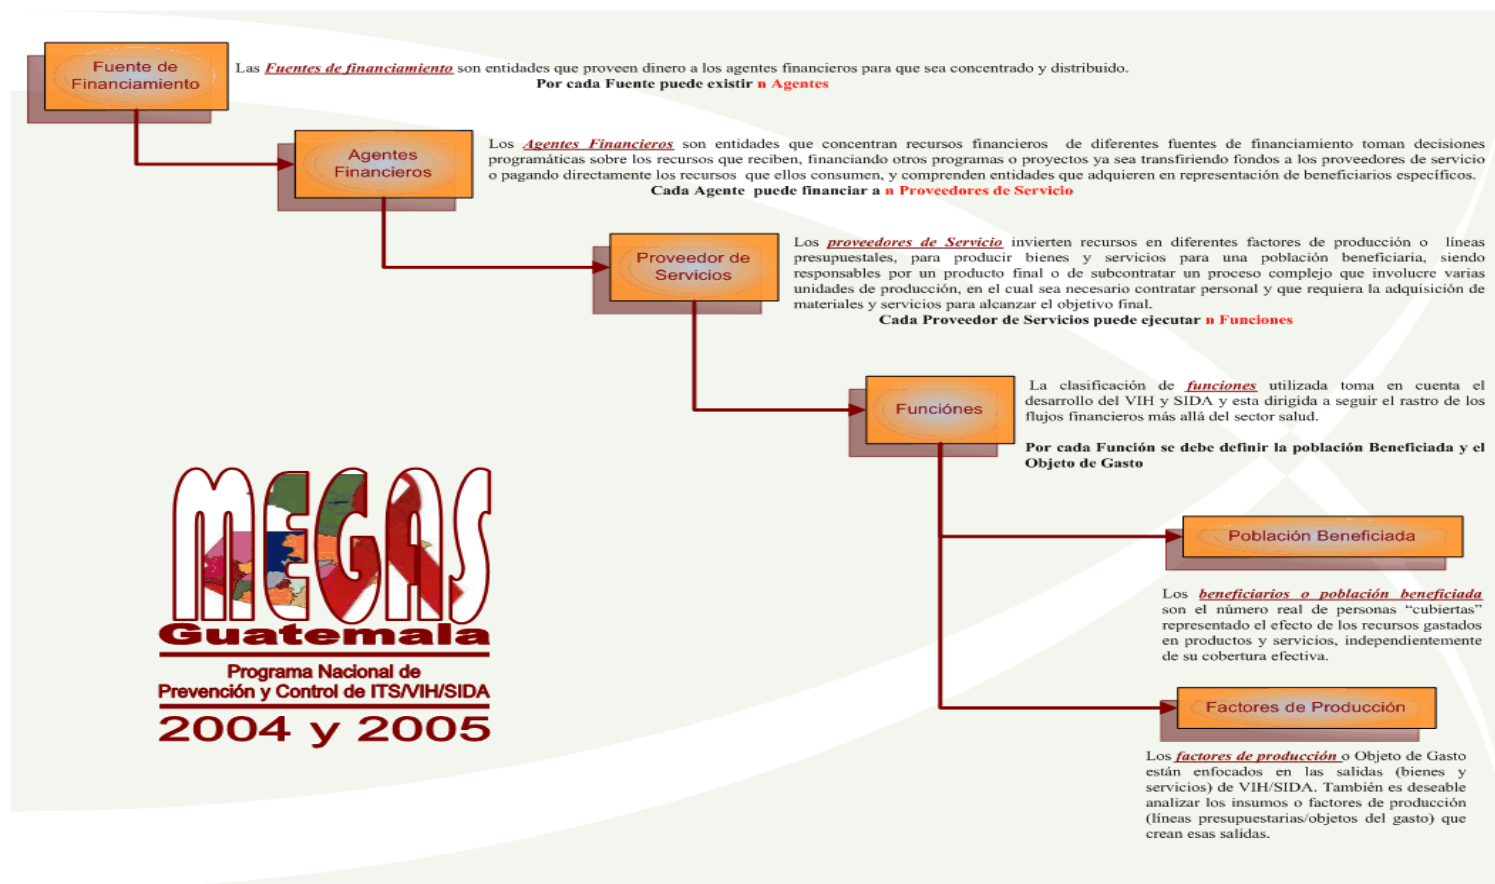 Fuente de
Financiamiento
Las Fuentes de financiamiento son entidades que proveen dinero a los agentes financieros para que sea concentrado y distribuido.
Por cada Fuente puede existir n Agentes
Agentes
Financieros
Los Agentes Financieros son entidades que concentran recursos financieros de diferentes fuentes de financiamiento toman decisiones
programáticas sobre los recursos que reciben, financiando otros programas o proyectos ya sea transfiriendo fondos a los proveedores de servicio
o pagando directamente los recursos que ellos consumen, y comprenden entidades que adquieren en representación de beneficiarios específicos.
Cada Agente puede financiar a n Proveedores de Servicio
Proveedor de
Servicios
Los proveedores de Servicio invierten recursos en diferentes factores de producción o líneas
presupuestales, para producir bienes y servicios para una población beneficiaria, siendo
responsables por un producto final o de subcontratar un proceso complejo que involucre varias
unidades de producción, en el cual sea necesario contratar personal y que requiera la adquisición de
materiales y servicios para alcanzar el objetivo final.
Cada Proveedor de Servicios puede ejecutar n Funciones
Funciónes
La clasificación de funciones utilizada toma en cuenta el
desarrollo del VIH y SIDA y esta dirigida a seguir el rastro de los
flujos financieros más allá del sector salud.
Por cada Función se debe definir la población Beneficiada y el
Objeto de Gasto
Población Beneficiada
Los beneficiarios o población beneficiada
son el número real de personas “cubiertas”
representado el efecto de los recursos gastados
en productos y servicios, independientemente
de su cobertura efectiva.
Factores de Producción
Los factores de producción o Objeto de Gasto
están enfocados en las salidas (bienes y
servicios) de VIH/SIDA. También es deseable
analizar los insumos o factores de producción
(líneas presupuestarias/objetos del gasto) que
crean esas salidas.
MEGAS
Guatemala
Programa Nacional de
Prevención y Control de ITS/VIH/SIDA
2004 y 2005